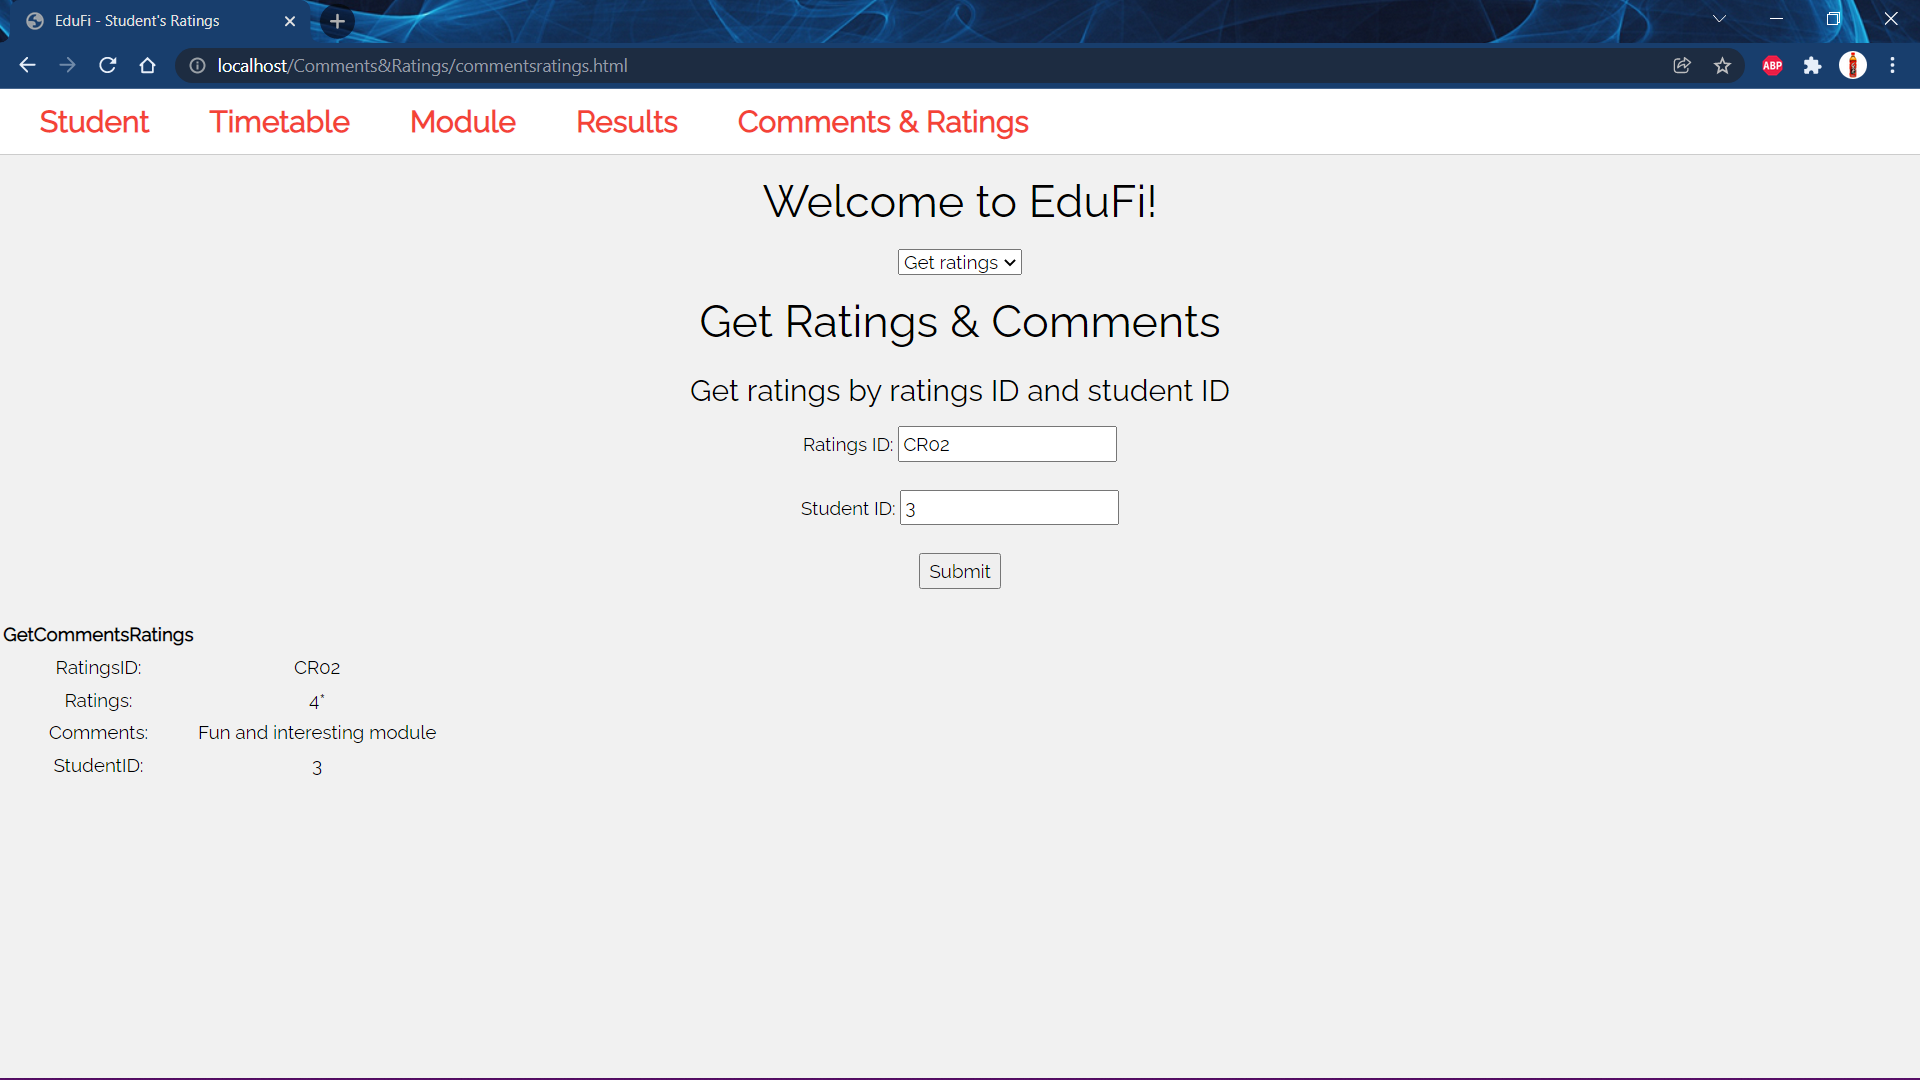 EduFi - Student's Ratings
localhost/Comments&Ratings/commentsratings.html
ABP
Student Timetable Module Results Comments & Ratings
Welcome to EduFi!
Get ratings
Get Ratings & Comments
Get ratings by ratings ID and student ID
Ratings ID: CR02
Student ID: 3
Submit
GetCommentsRatings
RatingsID: CR02
Ratings: 4*
Comments: Fun and interesting module
StudentID: 3